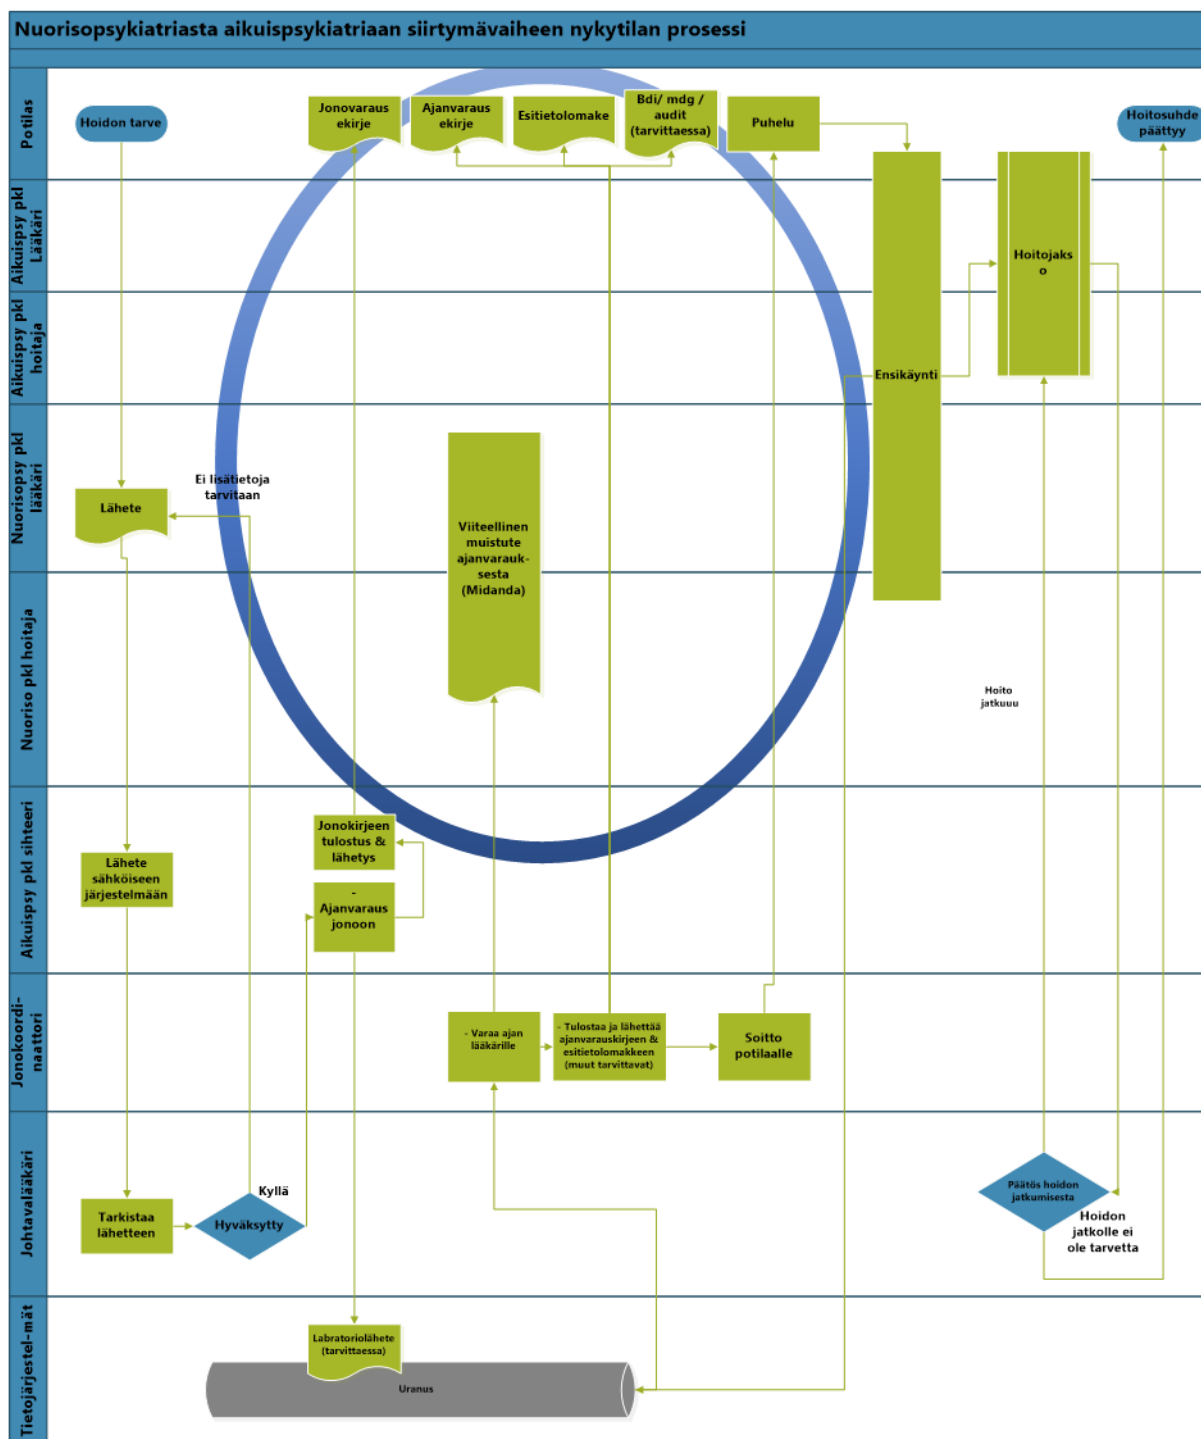 Nuorisopsykiatriasta aikuispsykiatriaan siirtymävaiheen nykytilan prosessi
Potilas
Hoidon tarve
Jonovaraus
ekirje
Ajanvaraus
ekirje
Esitietolomake
Bdi/ mdg /
audit
(tarvittaessa)
Puhelu
Hoitosuhde
päättyy
Aikuispsy pkl
Lääkäri
Hoitojaks
o
Aikuispsy pkl
hoitaja
Ensikäynti
Nuorisopsy pkl
lääkäri
Ei lisätietoja
tarvitaan
Lähete
Viiteellinen
muistute
ajanvarauk-
sesta
(Midanda)
Nuoriso pkl hoitaja
Hoito
jatkuuu
Aikuispsy pkl sihteeri
Jonokirjeen
tulostus &
lähetys
Lähete
sähköiseen
järjestelmään
-
Ajanvaraus
jonoon
Jonokoordi-
naattori
- Varaa ajan
lääkärille
- Tulostaa ja lähettää
ajanvarauskirjeen &
esitietolomakkeen
(muut tarvittavat)
Soitto
potilaalle
Johtavalääkäri
Tarkistaa
lähetteen
Kyllä
Hyväksytty
Päätös hoidon
jatkumisesta
Hoidon
jatkolle ei
ole tarvetta
Tietojärjestel-mät
Labratoriolähete
(tarvittaessa)
Uranus